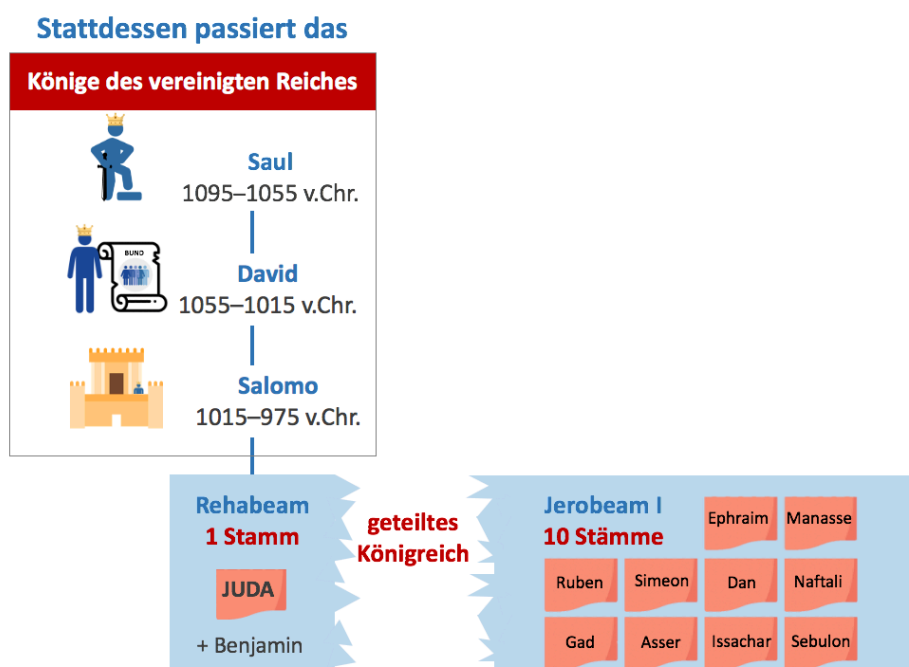 Stattdessen passiert das
Könige des vereinigten Reiches
Saul
1095–1055 v.Chr.
BUND
David
1055–1015 v.Chr.
Salomo
1015–975 v.Chr.
Rehabeam
1 Stamm
JUDA
+ Benjamin
geteiltes
Königreich
Jerobeam I
10 Stämme
Ephraim Manasse
Ruben Simeon Dan Naftali
Gad Asser Issachar Sebulon